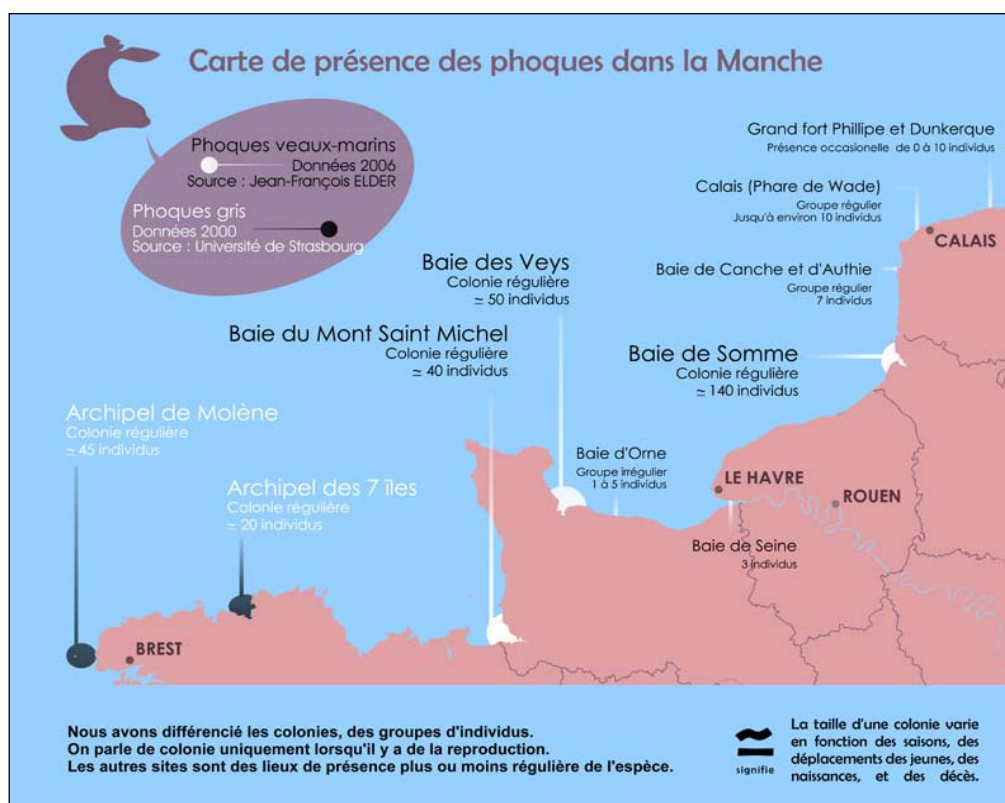 Carte de présence des phoques dans la Manche
Phoques veaux-marins
Données 2006
Source : Jean-François ELDER
Phoques gris
Données 2000
Source : Université de Strasbourg
Grand fort Phillipe et Dunkerque
Présence occasionelle de 0 à 10 individus
Calais (Phare de Wade)
Groupe régulier
Jusqu'à environ 10 individus
CALAIS
Baie de Canche et d'Authie
Groupe régulier
7 individus
Baie des Veys
Colonie régulière
≃ 50 individus
Baie du Mont Saint Michel
Colonie régulière
≃ 40 individus
Baie de Somme
Colonie régulière
≃ 140 individus
Archipel de Molène
Colonie régulière
≃ 45 individus
Archipel des 7 îles
Colonie régulière
≃ 20 individus
Baie d'Orne
Groupe irrégulier
1 à 5 individus
LE HAVRE
ROUEN
Baie de Seine
3 individus
BREST
Nous avons différencié les colonies, des groupes d'individus.
On parle de colonie uniquement lorsqu'il y a de la reproduction.
Les autres sites sont des lieux de présence plus ou moins régulière de l'espèce.
≃
signifie
La taille d'une colonie varie
en fonction des saisons, des
déplacements des jeunes, des
naissances, et des décès.